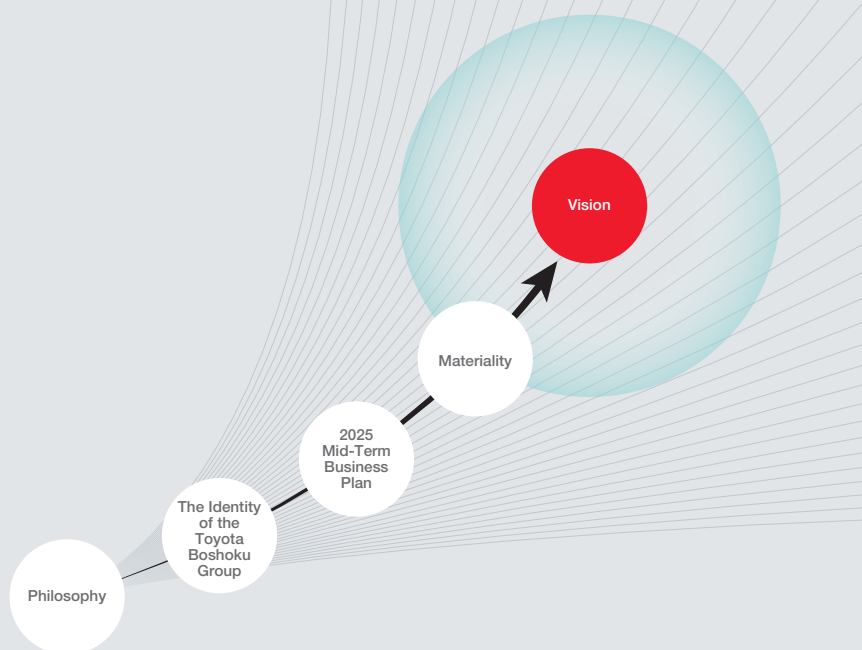 Vision
Materiality
2025
Mid-Term
Business
Plan
The Identity
of the
Toyota
Boshoku
Group
Philosophy